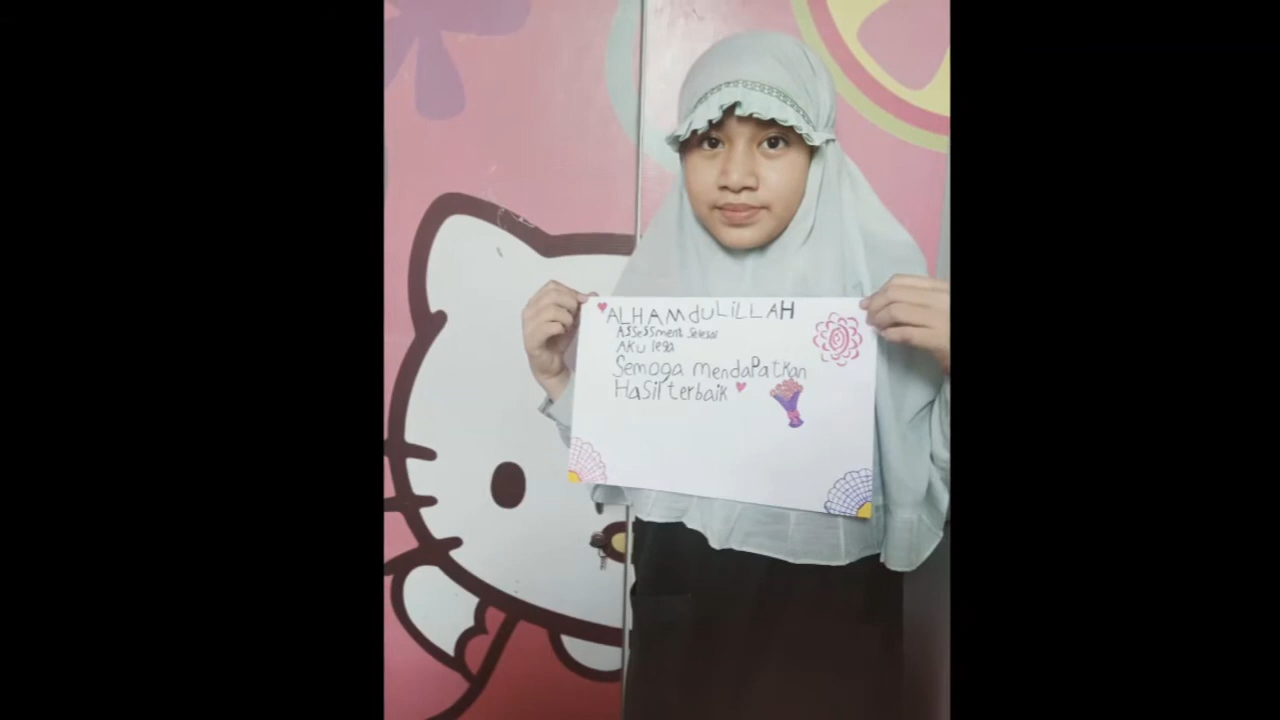 ALHAMduLiLLAH
ASSeSSment Selesai
AKu lega
Semoga mendaPatKan
HaSil terbaik